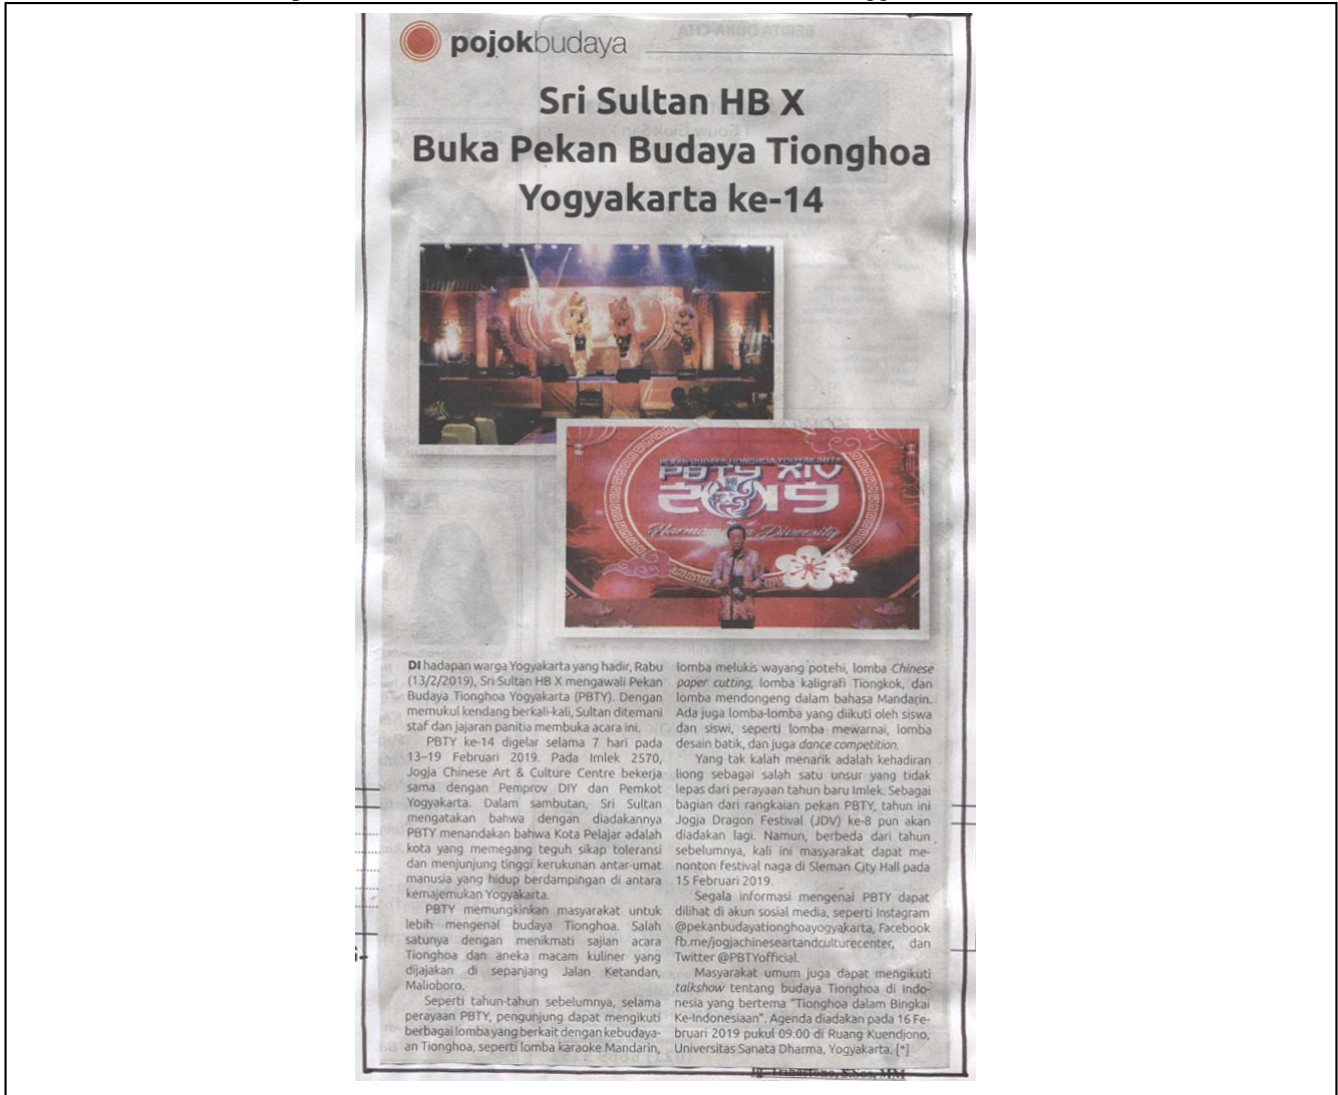 pojokbudaya
Sri Sultan HB X
Buka Pekan Budaya Tionghoa
Yogyakarta ke-14
PEKAN BUDAYA TIONGHOA YOGYAKARTA
PBTY XIV
2019
Diversity
DI hadapan warga Yogyakarta yang hadir, Rabu
(13/2/2019), Sri Sultan HB X mengawali Pekan
Budaya Tionghoa Yogyakarta (PBTY). Dengan
memukul kendang berkali-kali, Sultan ditemani
staf dan jajaran panitia membuka acara ini.
PBTY ke-14 digelar selama 7 hari pada
13–19 Februari 2019. Pada Imlek 2570,
Jogja Chinese Art & Culture Centre bekerja
sama dengan Pemprov DIY dan Pemkot
Yogyakarta. Dalam sambutan, Sri Sultan
mengatakan bahwa dengan diadakannya
PBTY menandakan bahwa Kota Pelajar adalah
kota yang memegang teguh sikap toleransi
dan menjunjung tinggi kerukunan antar-umat
manusia yang hidup berdampingan di antara
kemajemukan Yogyakarta.
PBTY memungkinkan masyarakat untuk
lebih mengenal budaya Tionghoa. Salah
satunya dengan menikmati sajian acara
Tionghoa dan aneka macam kuliner yang
dijajakan di sepanjang Jalan Ketandan,
Malioboro.
Seperti tahun-tahun sebelumnya, selama
perayaan PBTY, pengunjung dapat mengikuti
berbagai lomba yang berkait dengan kebudaya-
an Tionghoa, seperti lomba karaoke Mandarin,
lomba melukis wayang potehi, lomba Chinese
paper cutting, lomba kaligrafi Tiongkok, dan
lomba mendongeng dalam bahasa Mandarin.
Ada juga lomba-lomba yang diikuti oleh siswa
dan siswi, seperti lomba mewarnai, lomba
desain batik, dan juga dance competition.
Yang tak kalah menarik adalah kehadiran
liong sebagai salah satu unsur yang tidak
lepas dari perayaan tahun baru Imlek. Sebagai
bagian dari rangkaian pekan PBTY, tahun ini
Jogja Dragon Festival (JDV) ke-8 pun akan
diadakan lagi. Namun, berbeda dari tahun
sebelumnya, kali ini masyarakat dapat me-
nonton festival naga di Sleman City Hall pada
15 Februari 2019.
Segala informasi mengenai PBTY dapat
dilihat di akun sosial media, seperti Instagram
@pekanbudayationghoayogyakarta, Facebook
fb.me/jogjachineseartandculturecenter, dan
Twitter @PBTYofficial.
Masyarakat umum juga dapat mengikuti
talkshow tentang budaya Tionghoa di Indo-
nesia yang bertema "Tionghoa dalam Bingkai
Ke-Indonesiaan". Agenda diadakan pada 16 Fe-
bruari 2019 pukul 09.00 di Ruang Kuendjono,
Universitas Sanata Dharma, Yogyakarta. [*]